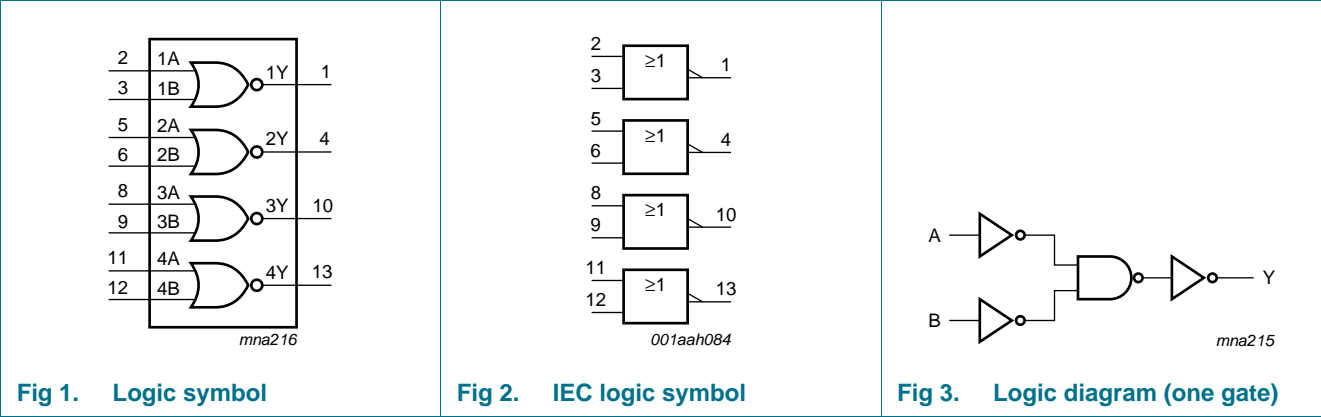 2 1A 1Y 1
3 1B
5 2A 2Y 4
6 2B
8 3A 3Y 10
9 3B
11 4A 4Y 13
12 4B
mna216
Fig 1. Logic symbol
2 ≥1 1
3
5 ≥1 4
6
8 ≥1 10
9
11 ≥1 13
12
001aah084
Fig 2. IEC logic symbol
A
B
Y
mna215
Fig 3. Logic diagram (one gate)